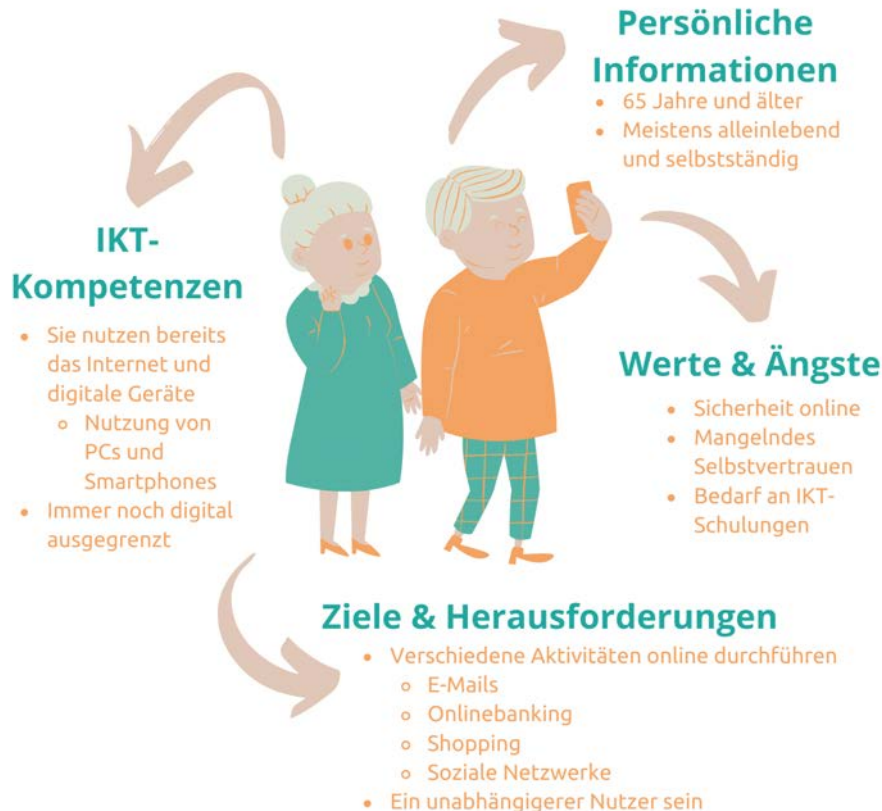 Persönliche
Informationen
• 65 Jahre und älter
• Meistens alleinlebend
und selbstständig
IKT-
Kompetenzen
• Sie nutzen bereits
das Internet und
digitale Geräte
◦ Nutzung von
PCs und
Smartphones
• Immer noch digital
ausgegrenzt
Werte & Ängste
• Sicherheit online
• Mangelndes
Selbstvertrauen
• Bedarf an IKT-
Schulungen
Ziele & Herausforderungen
• Verschiedene Aktivitäten online durchführen
◦ E-Mails
◦ Onlinebanking
◦ Shopping
◦ Soziale Netzwerke
• Ein unabhängigerer Nutzer sein